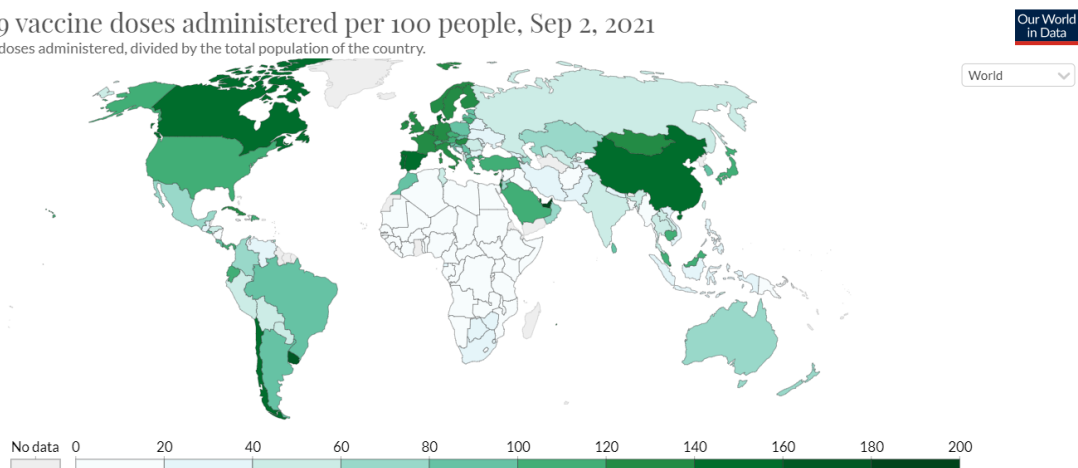 9 vaccine doses administered per 100 people, Sep 2, 2021
doses administered, divided by the total population of the country.
Our World
in Data
World
No data 0 20 40 60 80 100 120 140 160 180 200